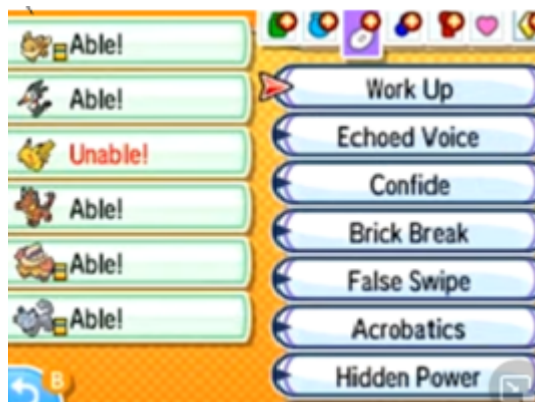 Able!
Able!
Unable!
Able!
Able!
Able!
B
Work Up
Echoed Voice
Confide
Brick Break
False Swipe
Acrobatics
Hidden Power